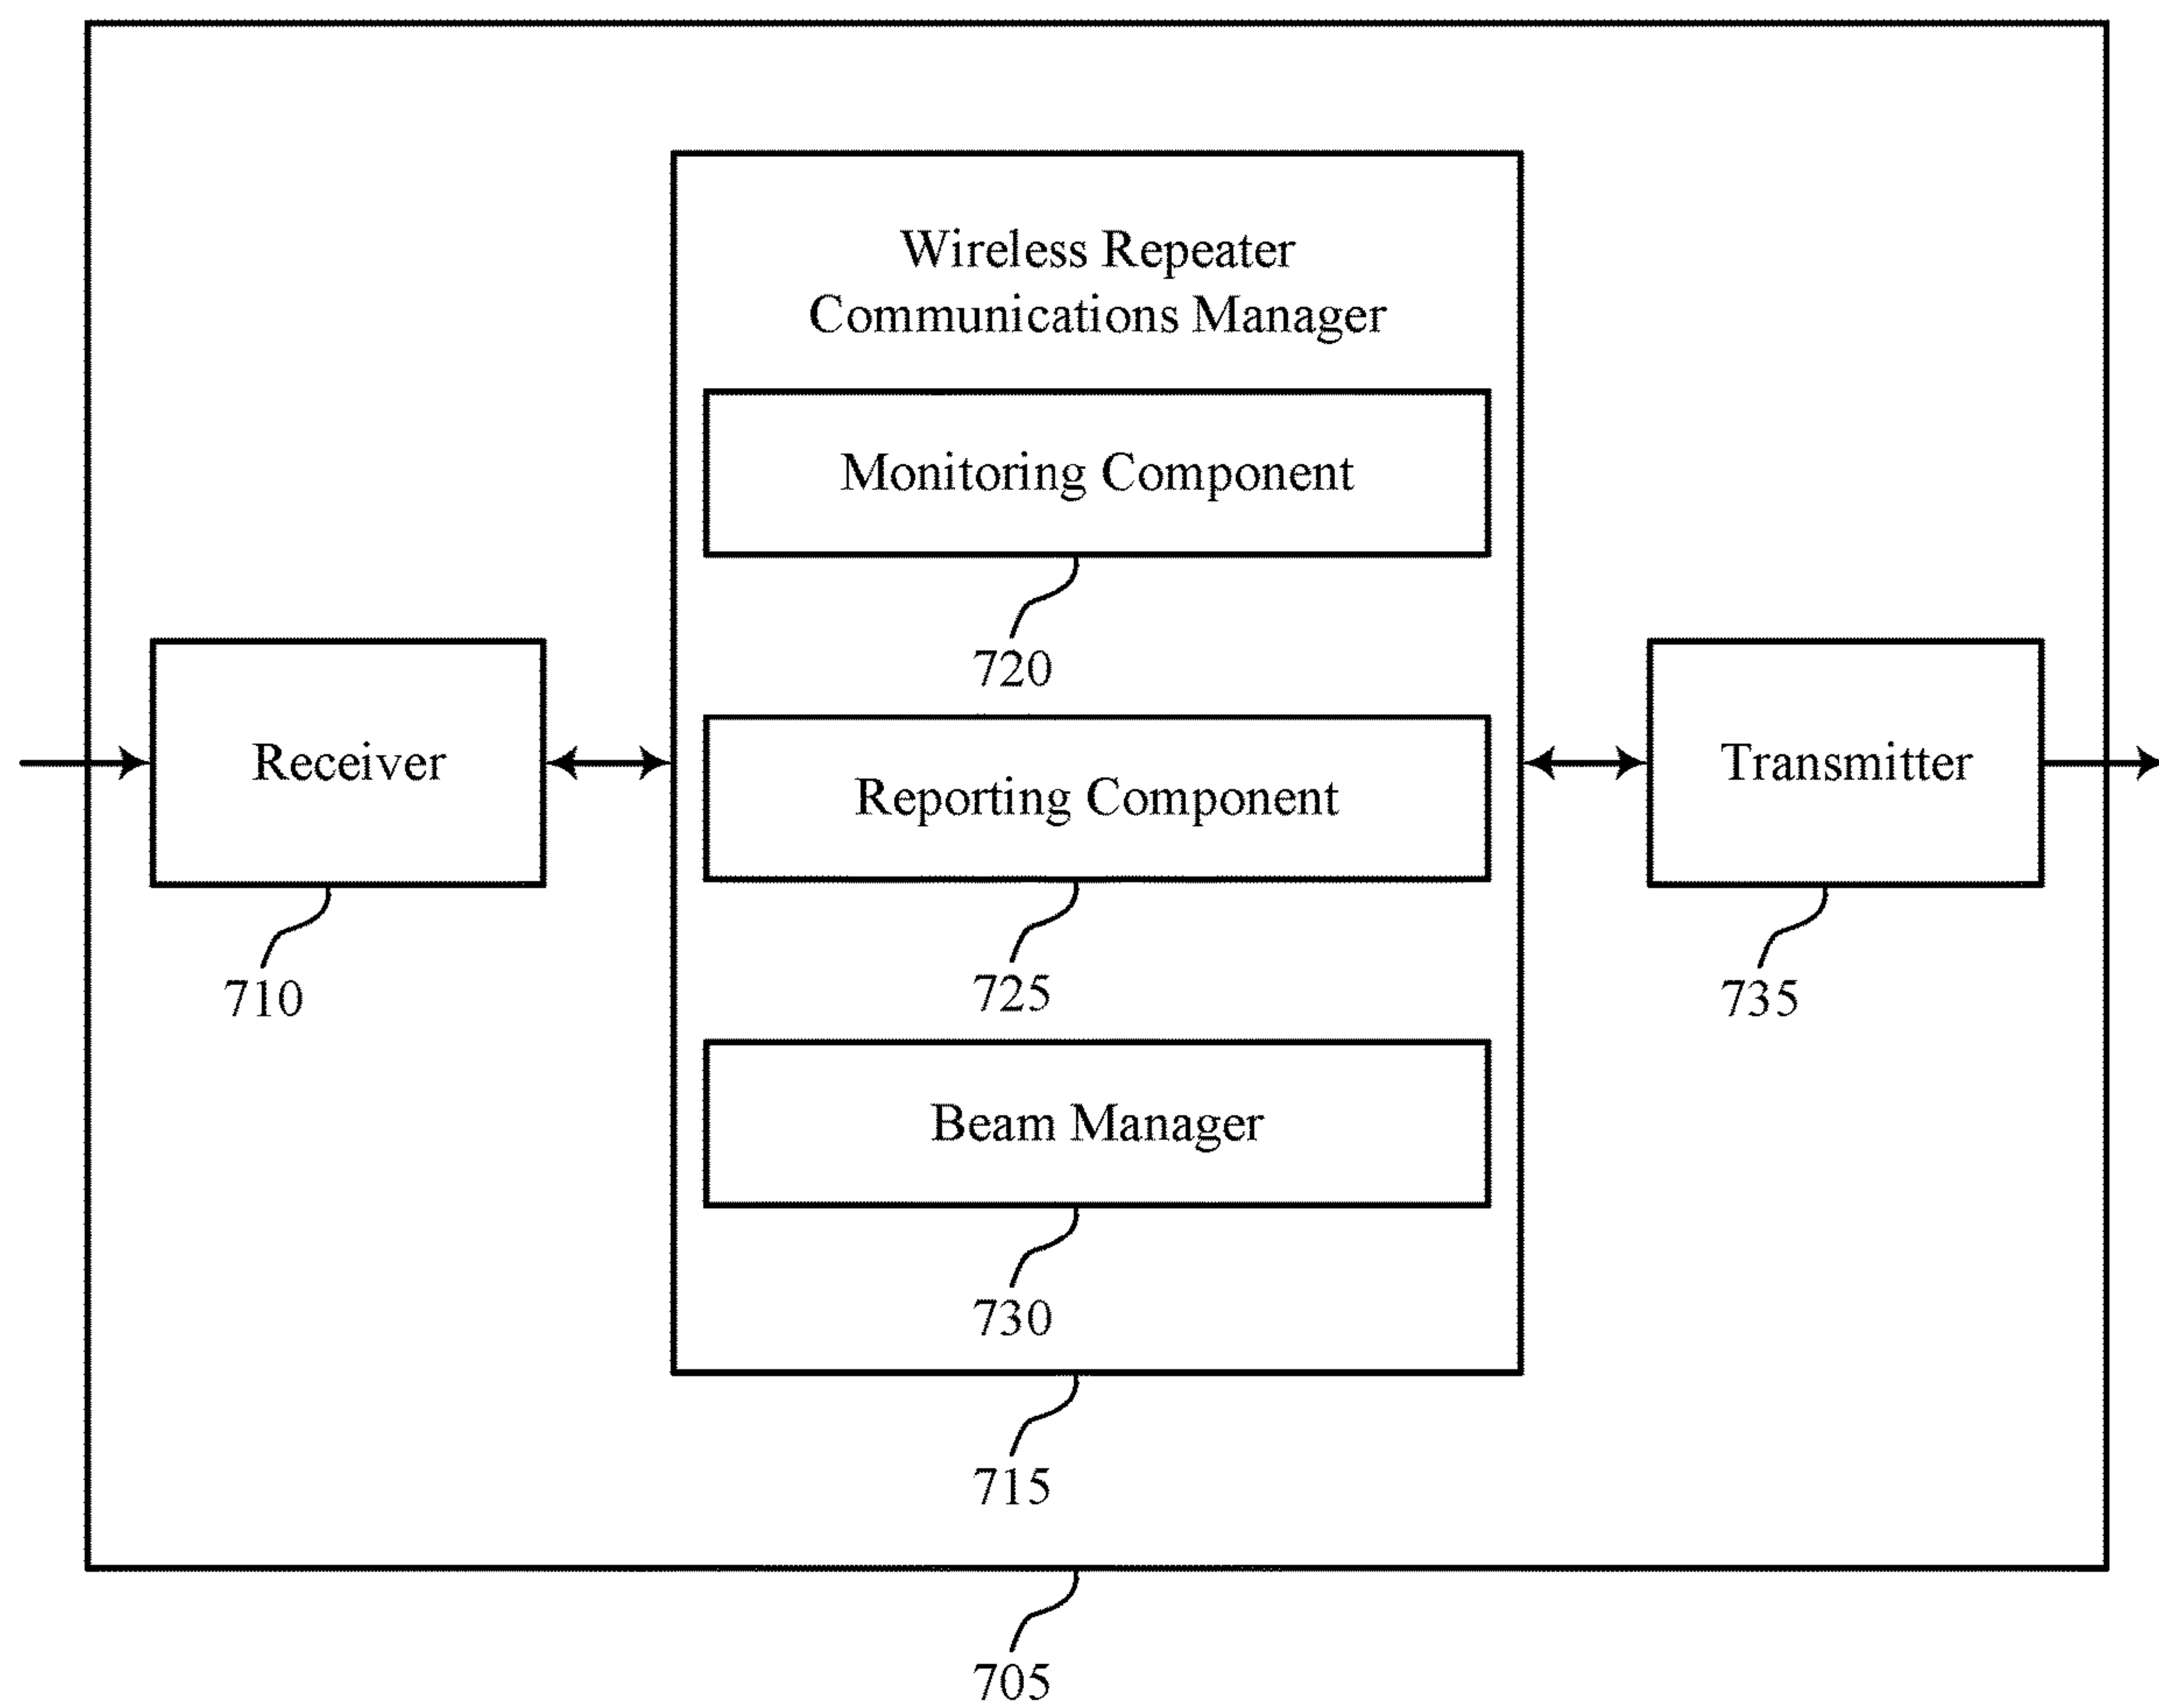 Wireless Repeater
Communications Manager
Monitoring Component
720
Receiver
710
Reporting Component
725
Transmitter
735
Beam Manager
730
715
705